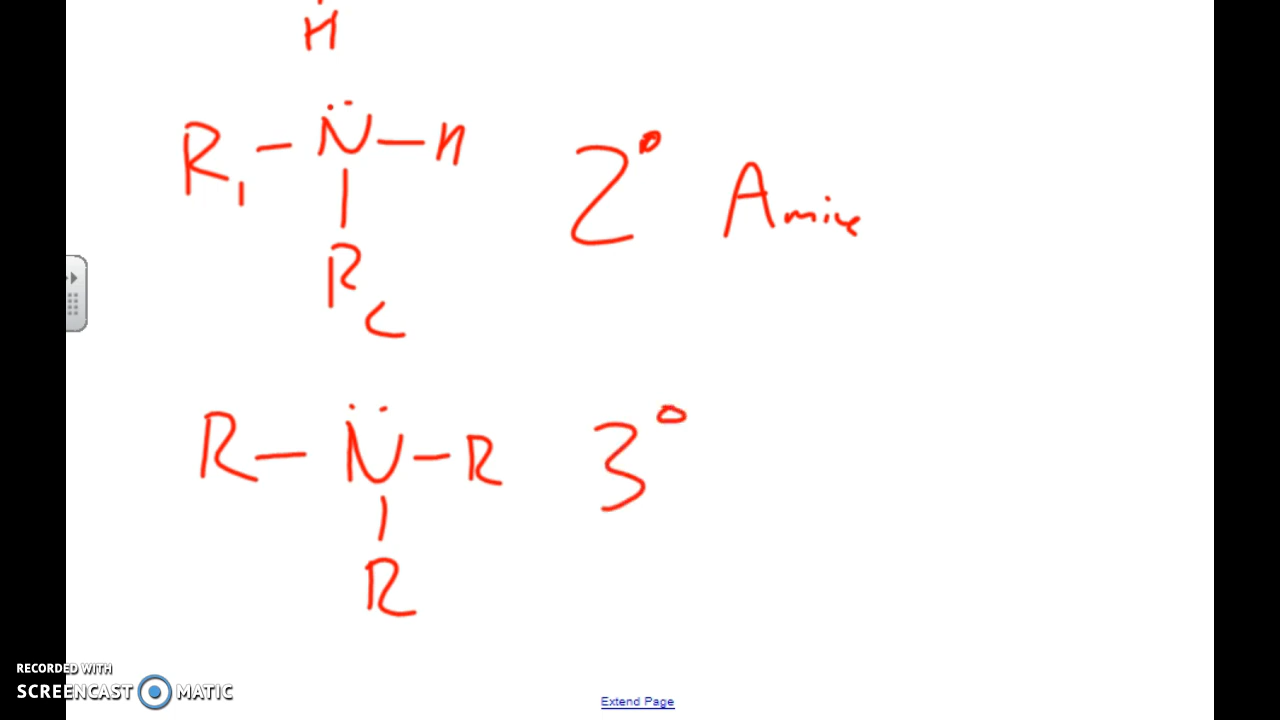 H
R₁ – N̈ – H 2° Amine
|
R₂
R – N̈ – R 3°
|
R
RECORDED WITH
SCREENCAST MATIC
Extend Page